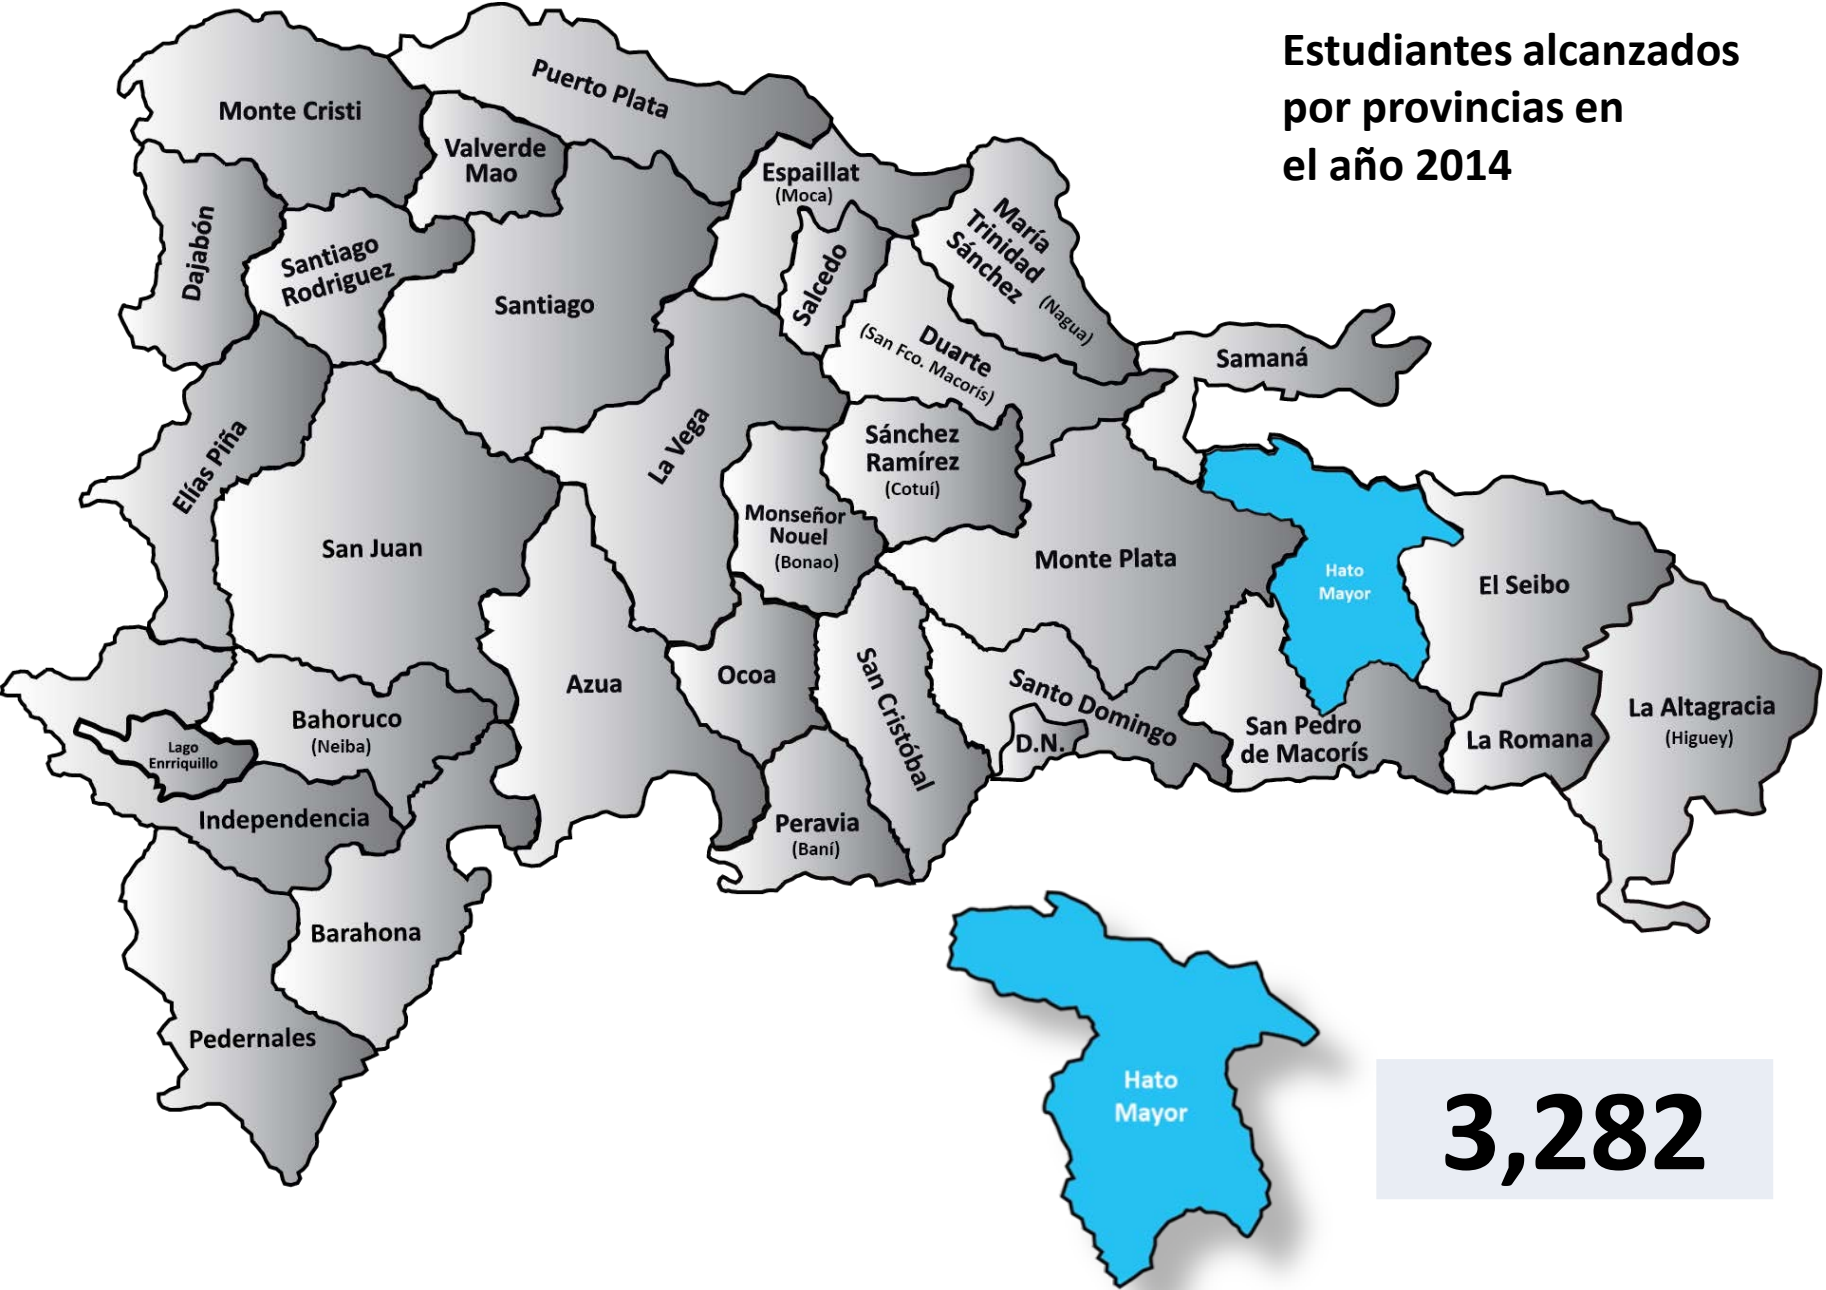 Estudiantes alcanzados
por provincias en
el año 2014
Monte Cristi
Puerto Plata
Valverde
Mao
Espaillat
(Moca)
María
Trinidad
Sánchez
(Nagua)
Dajabón
Santiago
Rodriguez
Santiago
Salcedo
Duarte
(San Fco. Macorís)
Samaná
Elías Piña
La Vega
Sánchez
Ramírez
(Cotuí)
San Juan
Monseñor
Nouel
(Bonao)
Monte Plata
Hato
Mayor
El Seibo
Azua
Ocoa
San Cristóbal
Santo Domingo
D.N.
San Pedro
de Macorís
La Romana
La Altagracia
(Higuey)
Bahoruco
(Neiba)
Lago
Enrriquillo
Independencia
Peravia
(Baní)
Barahona
Pedernales
Hato
Mayor
3,282